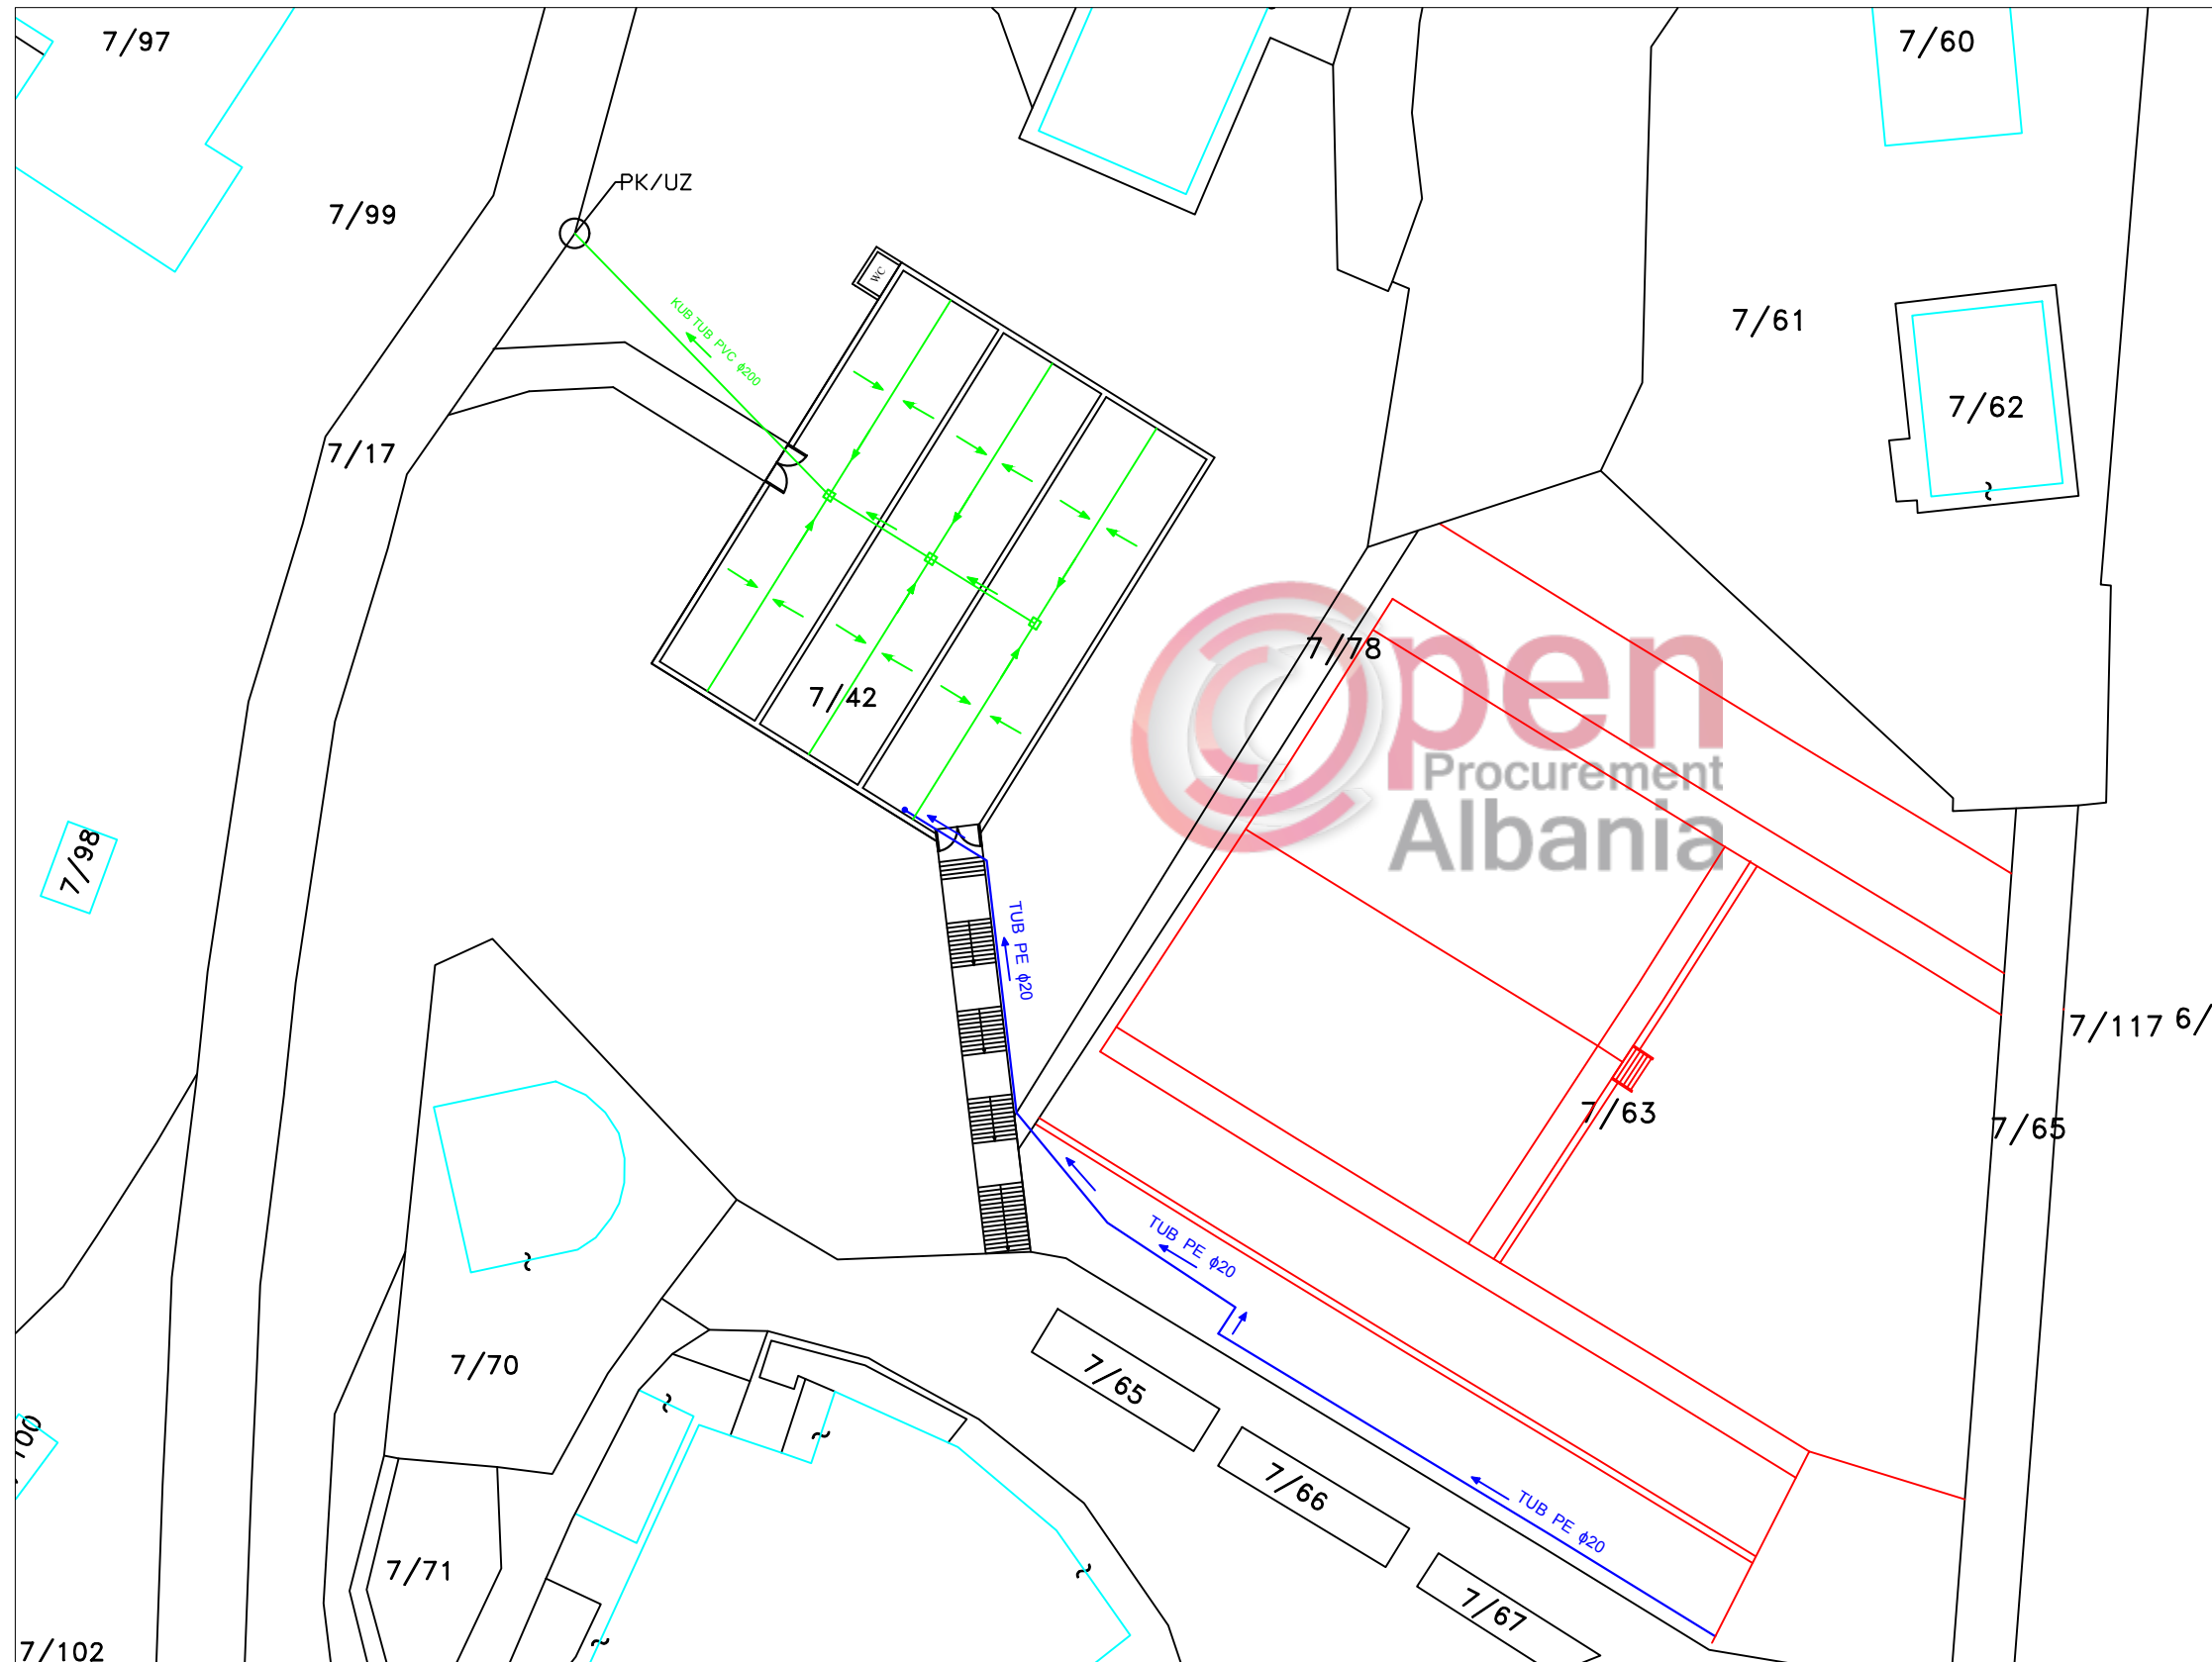 7/97
7/60
PK/UZ
7/99
WC
KUB TUB PVC ϕ200
7/61
7/62
7/17
7/78
7/42
Open
Procurement
Albania
7/98
TUB PE ϕ20
7/117
6/
7/63
7/65
TUB PE ϕ20
7/70
7/65
7/66
TUB PE ϕ20
7/71
7/67
7/102